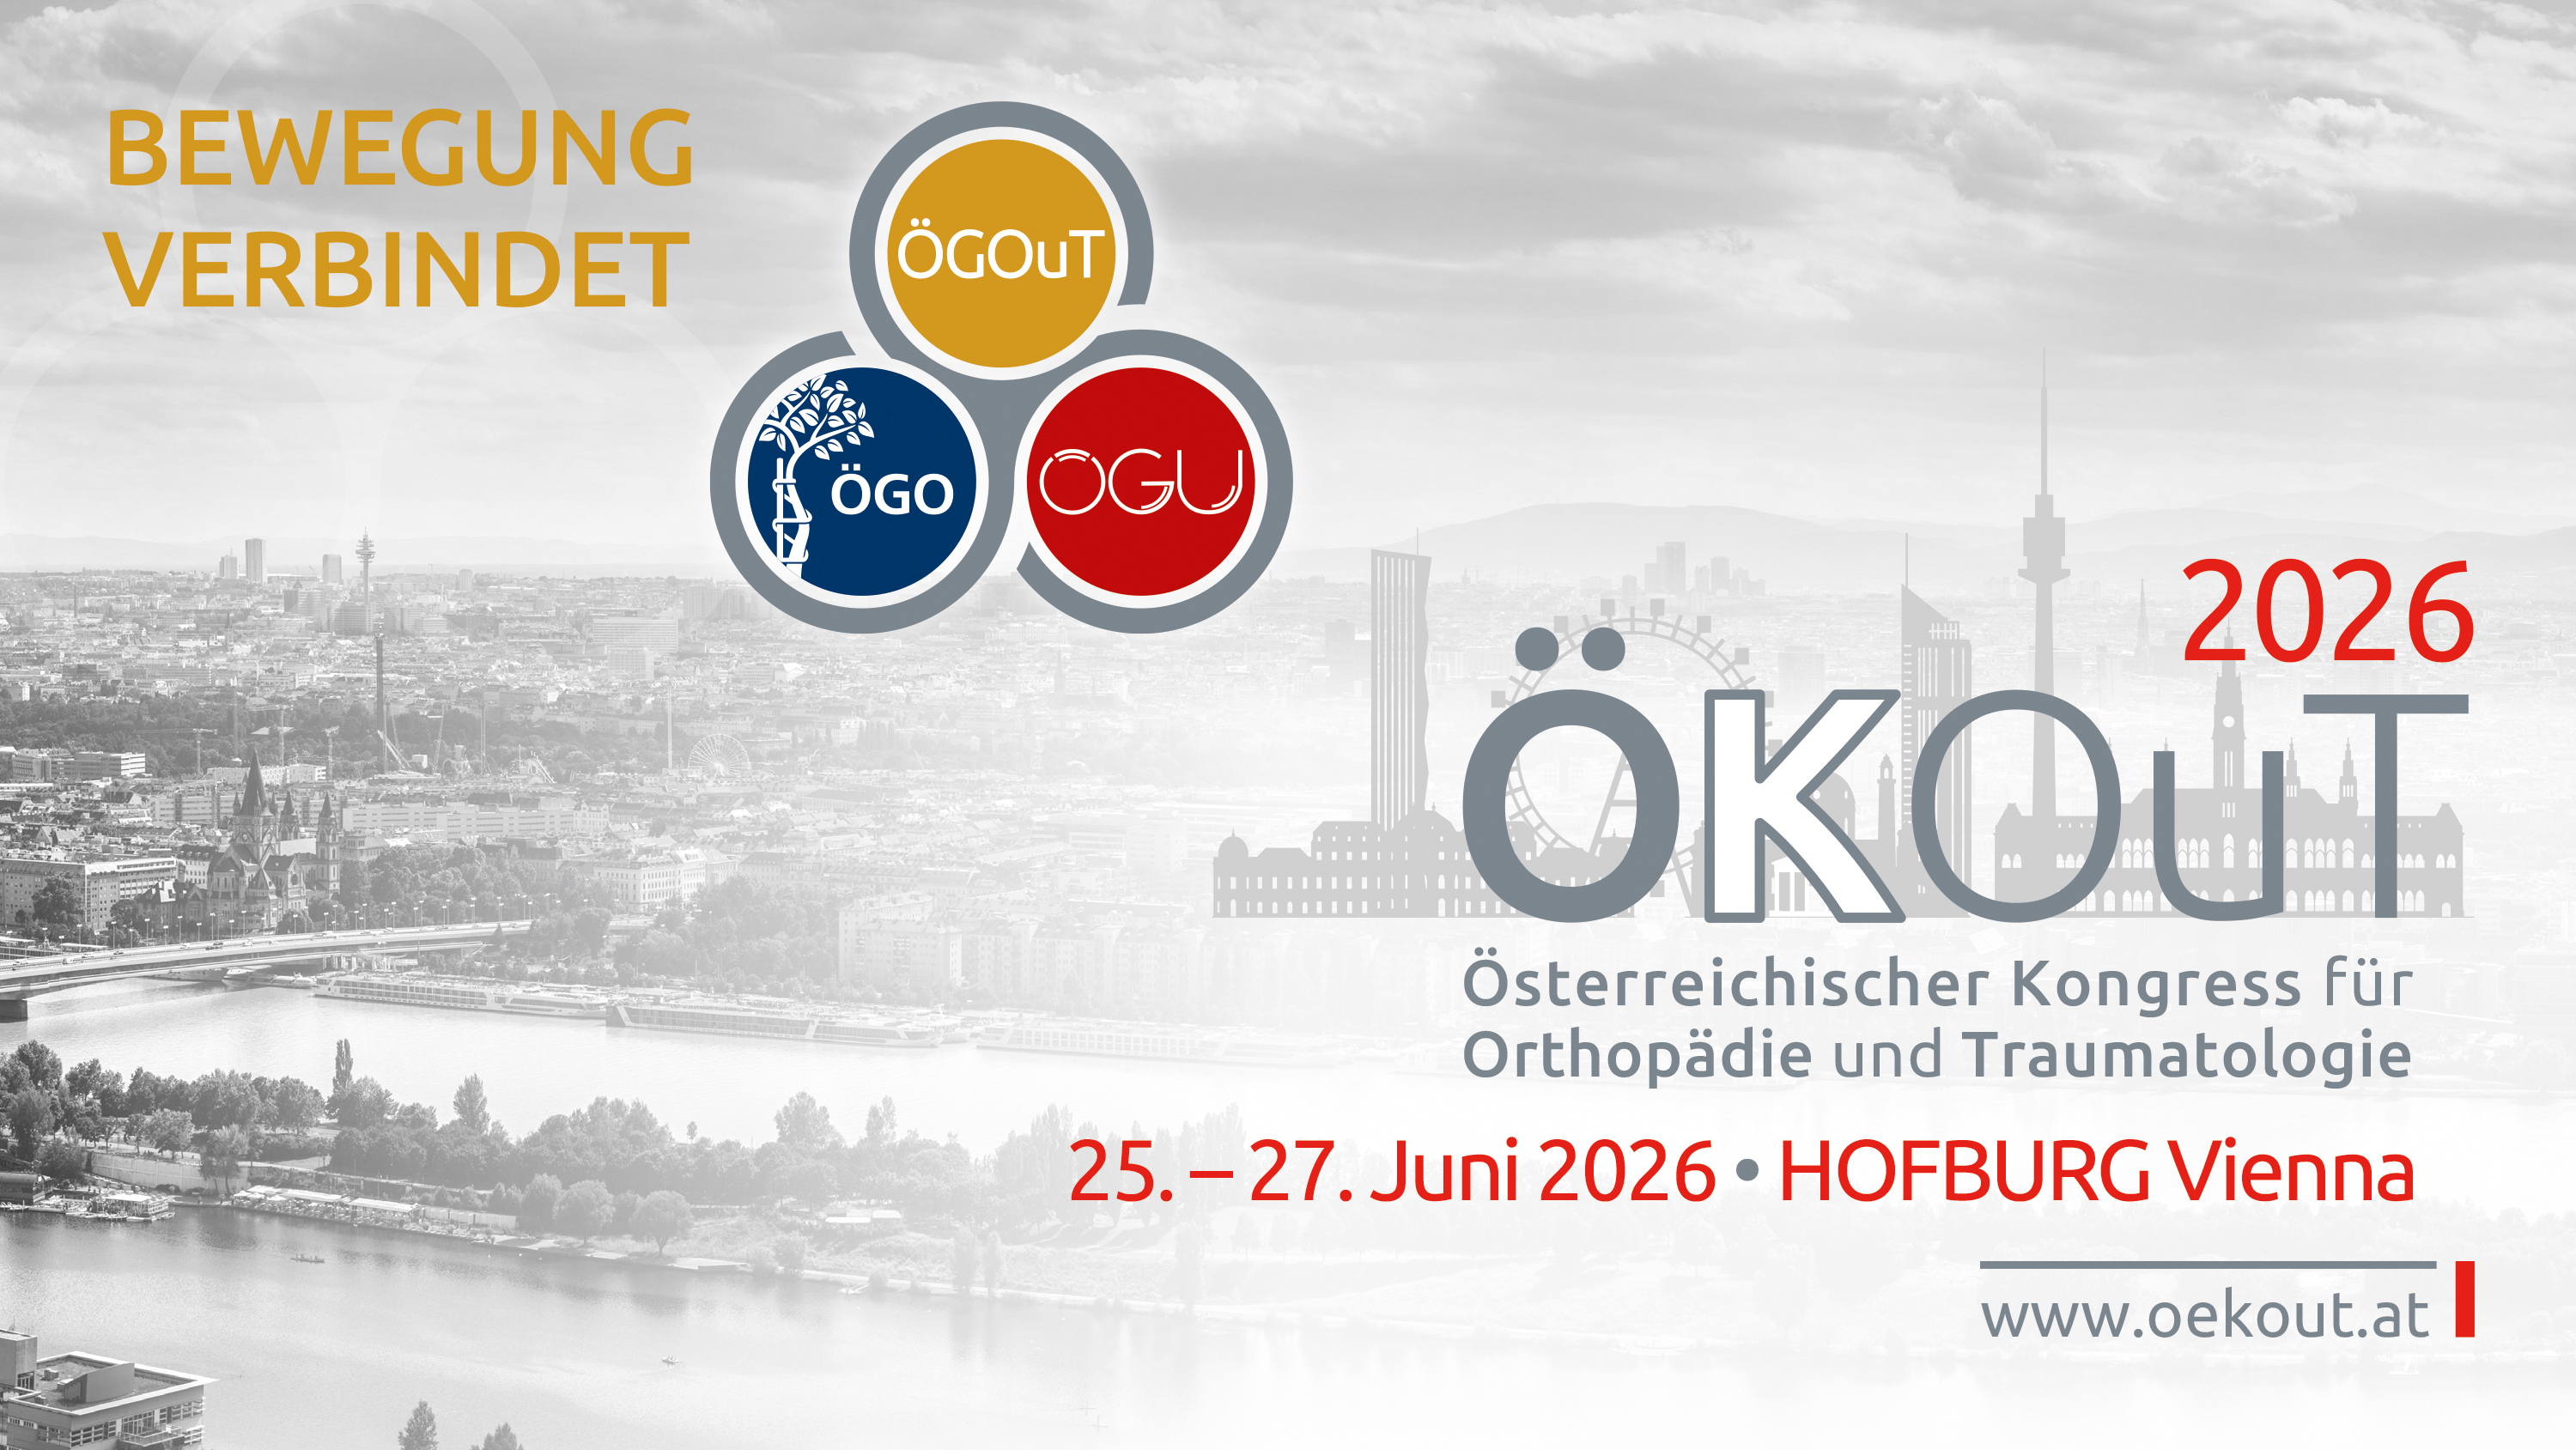 BEWEGUNG
VERBINDET
ÖGOuT
ÖGO
ÖGU
2026
ÖKOuT
Österreichischer Kongress für
Orthopädie und Traumatologie
25. – 27. Juni 2026 • HOFBURG Vienna
www.oekout.at